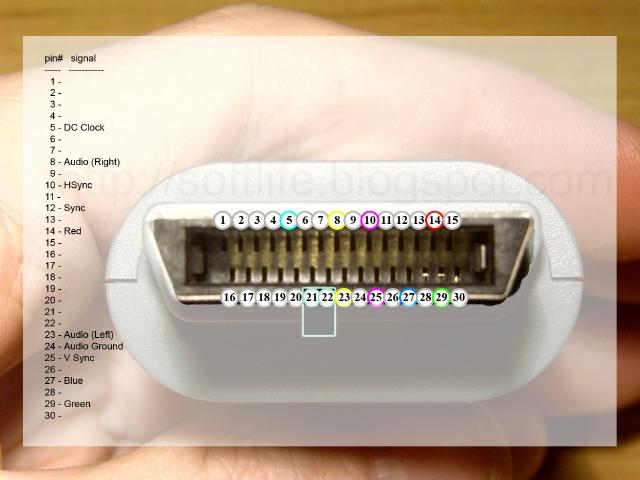 pin# signal
----- -----------
1 -
2 -
3 -
4 -
5 - DC Clock
6 -
7 -
8 - Audio (Right)
9 -
10 - HSync
11 -
12 - Sync
13 -
14 - Red
15 -
16 -
17 -
18 -
19 -
20 -
21 -
22 -
23 - Audio (Left)
24 - Audio Ground
25 - V Sync
26 -
27 - Blue
28 -
29 - Green
30 -
http://softlife.blogspot.com
1 2 3 4 5 6 7 8 9 10 11 12 13 14 15
16 17 18 19 20 21 22 23 24 25 26 27 28 29 30